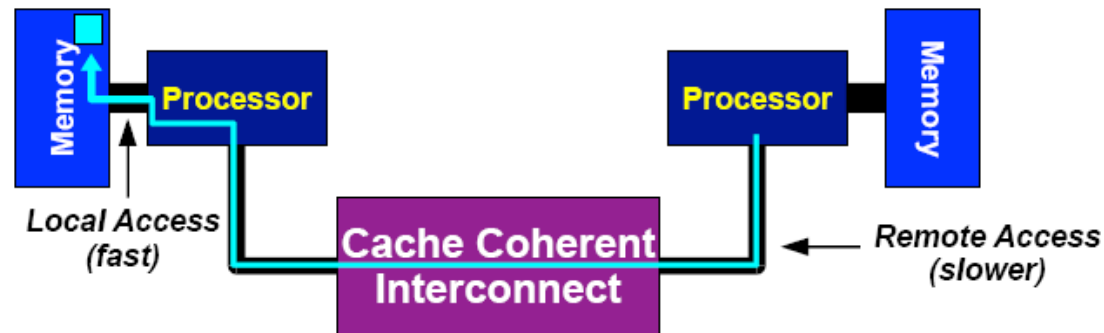 Memory
Processor
Processor
Memory
Local Access
(fast)
Cache Coherent
Interconnect
Remote Access
(slower)